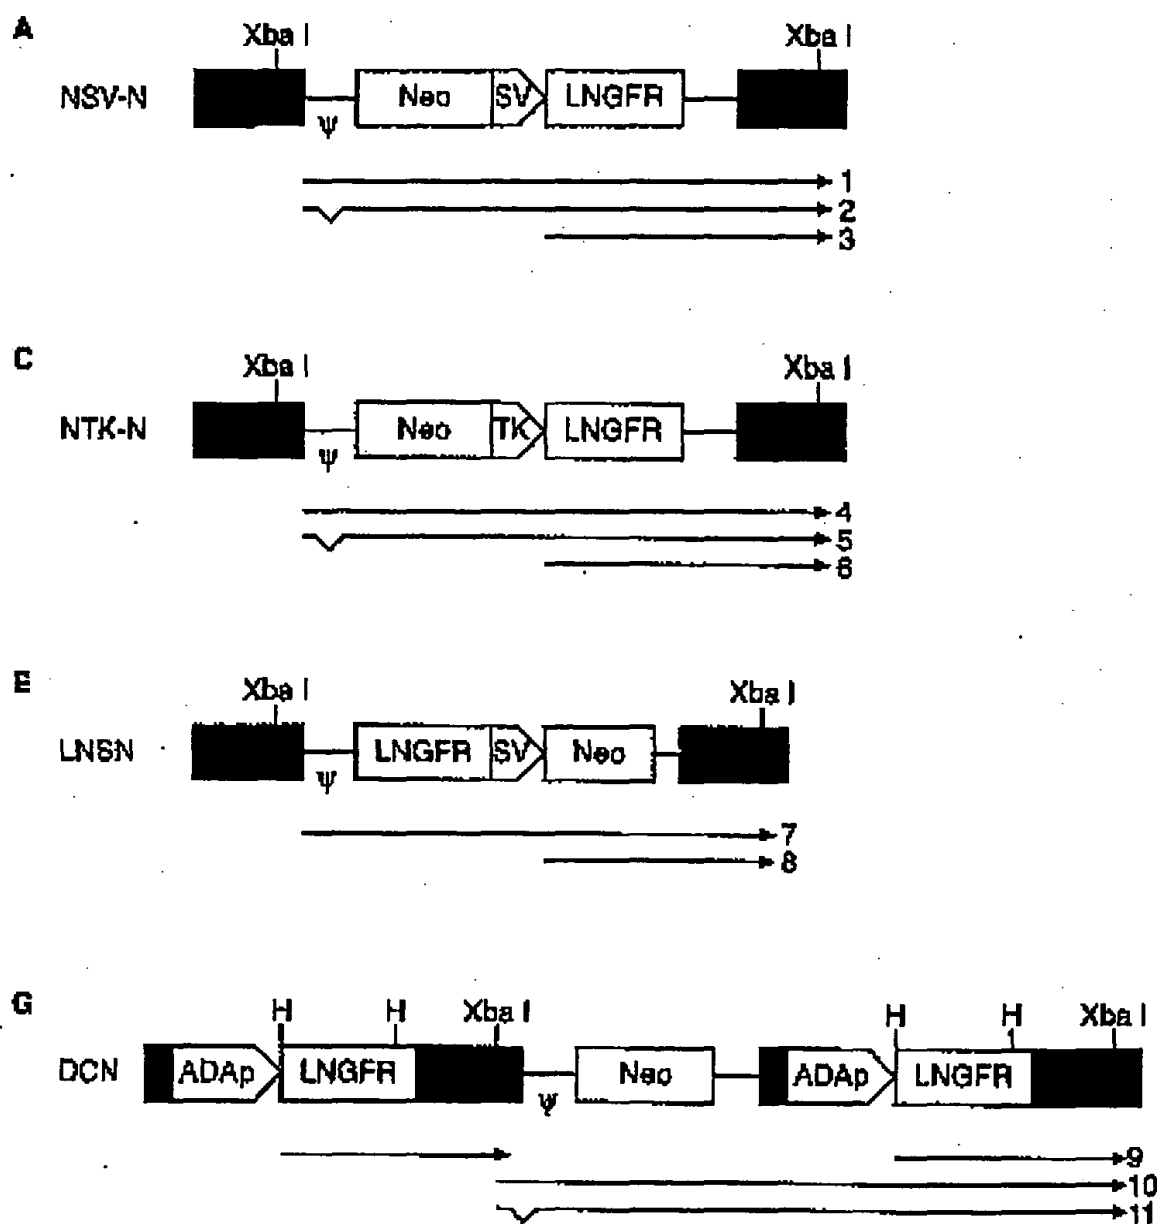 A
Xba I Xba I
NSV-N Neo SV LNGFR
ψ
1
2
3
C
Xba I Xba I
NTK-N Neo TK LNGFR
ψ
4
5
6
E
Xba I Xba I
LNSN LNGFR SV Neo
ψ
7
8
G
H H Xba I H H Xba I
DCN ADAp LNGFR Neo ADAp LNGFR
ψ
9
10
11